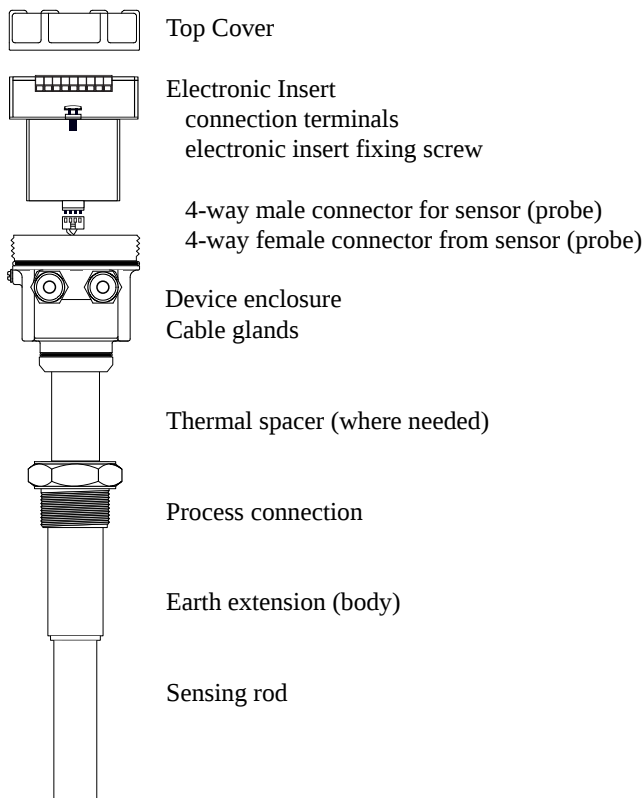 Top Cover
Electronic Insert
connection terminals
electronic insert fixing screw
4-way male connector for sensor (probe)
4-way female connector from sensor (probe)
Device enclosure
Cable glands
Thermal spacer (where needed)
Process connection
Earth extension (body)
Sensing rod